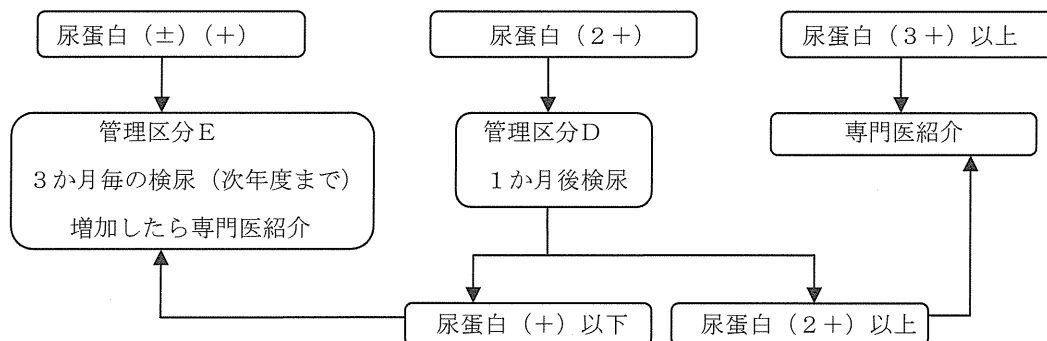 尿蛋白（±）（+）
尿蛋白（2+）
尿蛋白（3+）以上
管理区分E
3か月毎の検尿（次年度まで）
増加したら専門医紹介
管理区分D
1か月後検尿
専門医紹介
尿蛋白（+）以下
尿蛋白（2+）以上